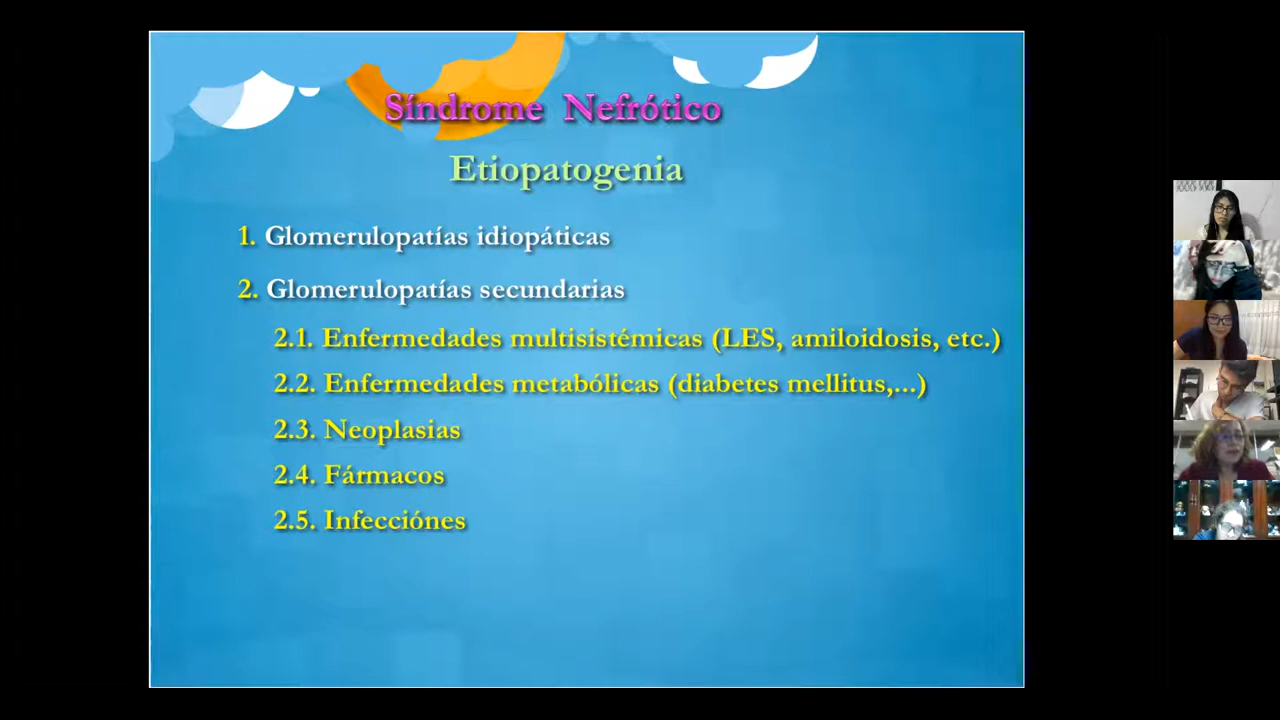 Síndrome Nefrótico
Etiopatogenia
1. Glomerulopatías idiopáticas
2. Glomerulopatías secundarias
2.1. Enfermedades multisistémicas (LES, amiloidosis, etc.)
2.2. Enfermedades metabólicas (diabetes mellitus,...)
2.3. Neoplasias
2.4. Fármacos
2.5. Infecciónes